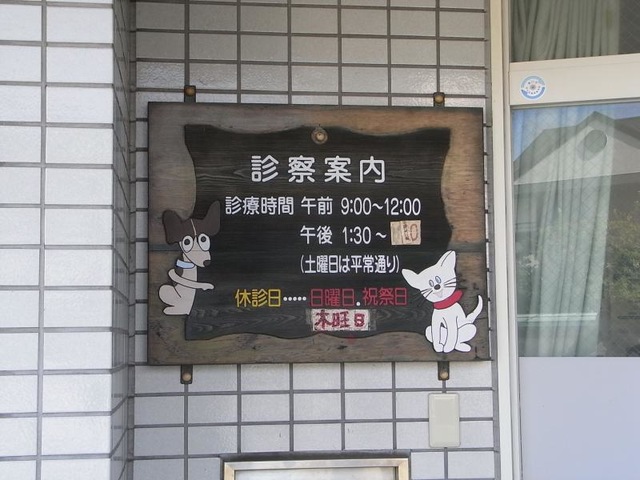 診察案内
診療時間 午前 9:00~12:00
午後 1:30~
(土曜日は平常通り)
休診日•••••日曜日.祝祭日
木曜日